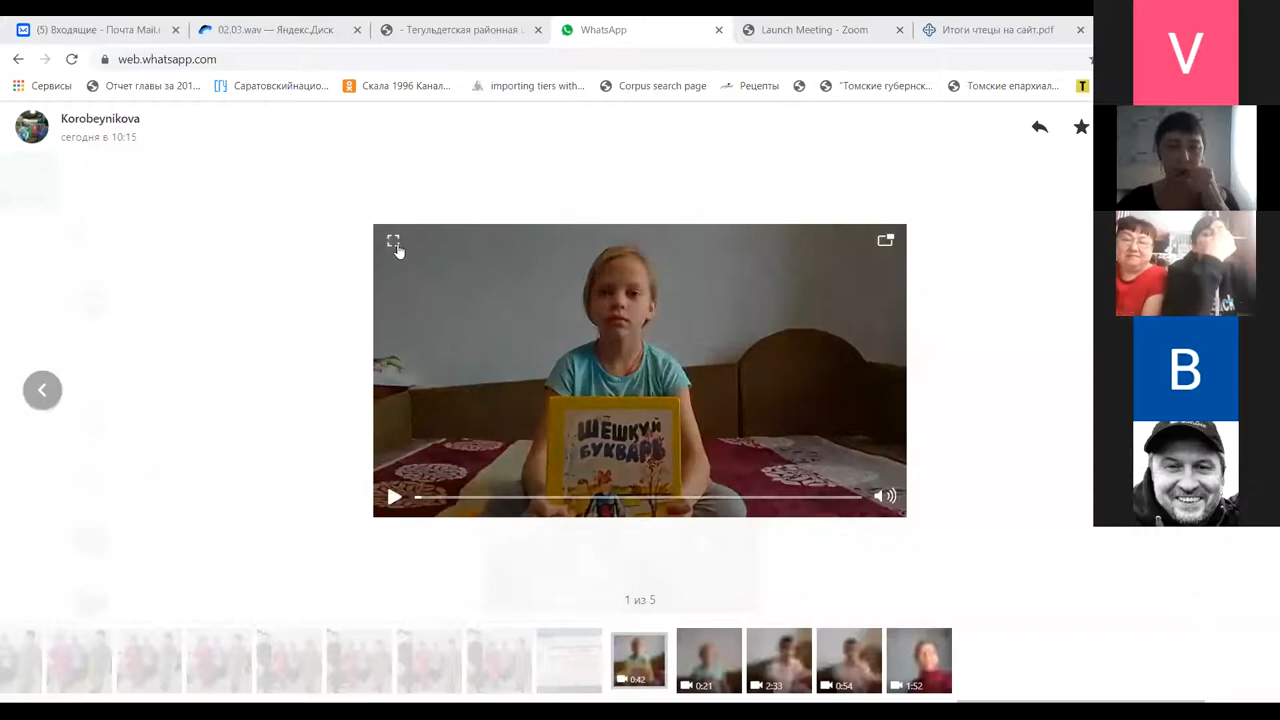 (5) Входящие - Почта Mail.r
02.03.wav — Яндекс.Диск
- Тегульдетская районная ц
WhatsApp
Launch Meeting - Zoom
Итоги чтецы на сайт.pdf
web.whatsapp.com
Сервисы
Отчет главы за 201...
Саратовскийнацио...
Скала 1996 Канал...
importing tiers with...
Corpus search page
Рецепты
"Томские губернск...
Томские епархиал...
T
Korobeynikova
сегодня в 10:15
V
ШЁШКУЙ
БУКВАРЬ
B
1 из 5
0:42
0:21
2:33
0:54
1:52